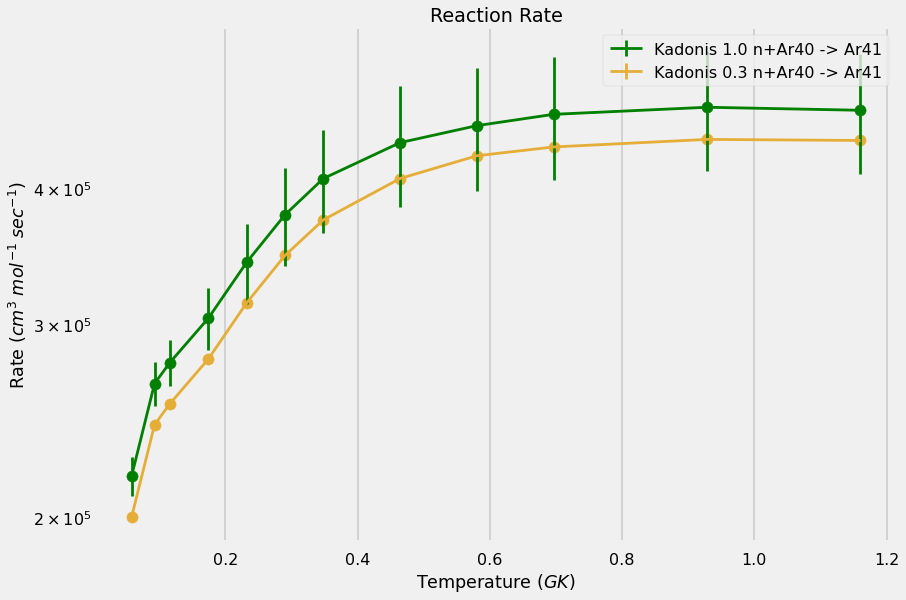 Reaction Rate
Kadonis 1.0 n+Ar40 -> Ar41
Kadonis 0.3 n+Ar40 -> Ar41
Rate (cm³ mol⁻¹ sec⁻¹)
4 × 10⁵
3 × 10⁵
2 × 10⁵
0.2 0.4 0.6 0.8 1.0 1.2
Temperature (GK)